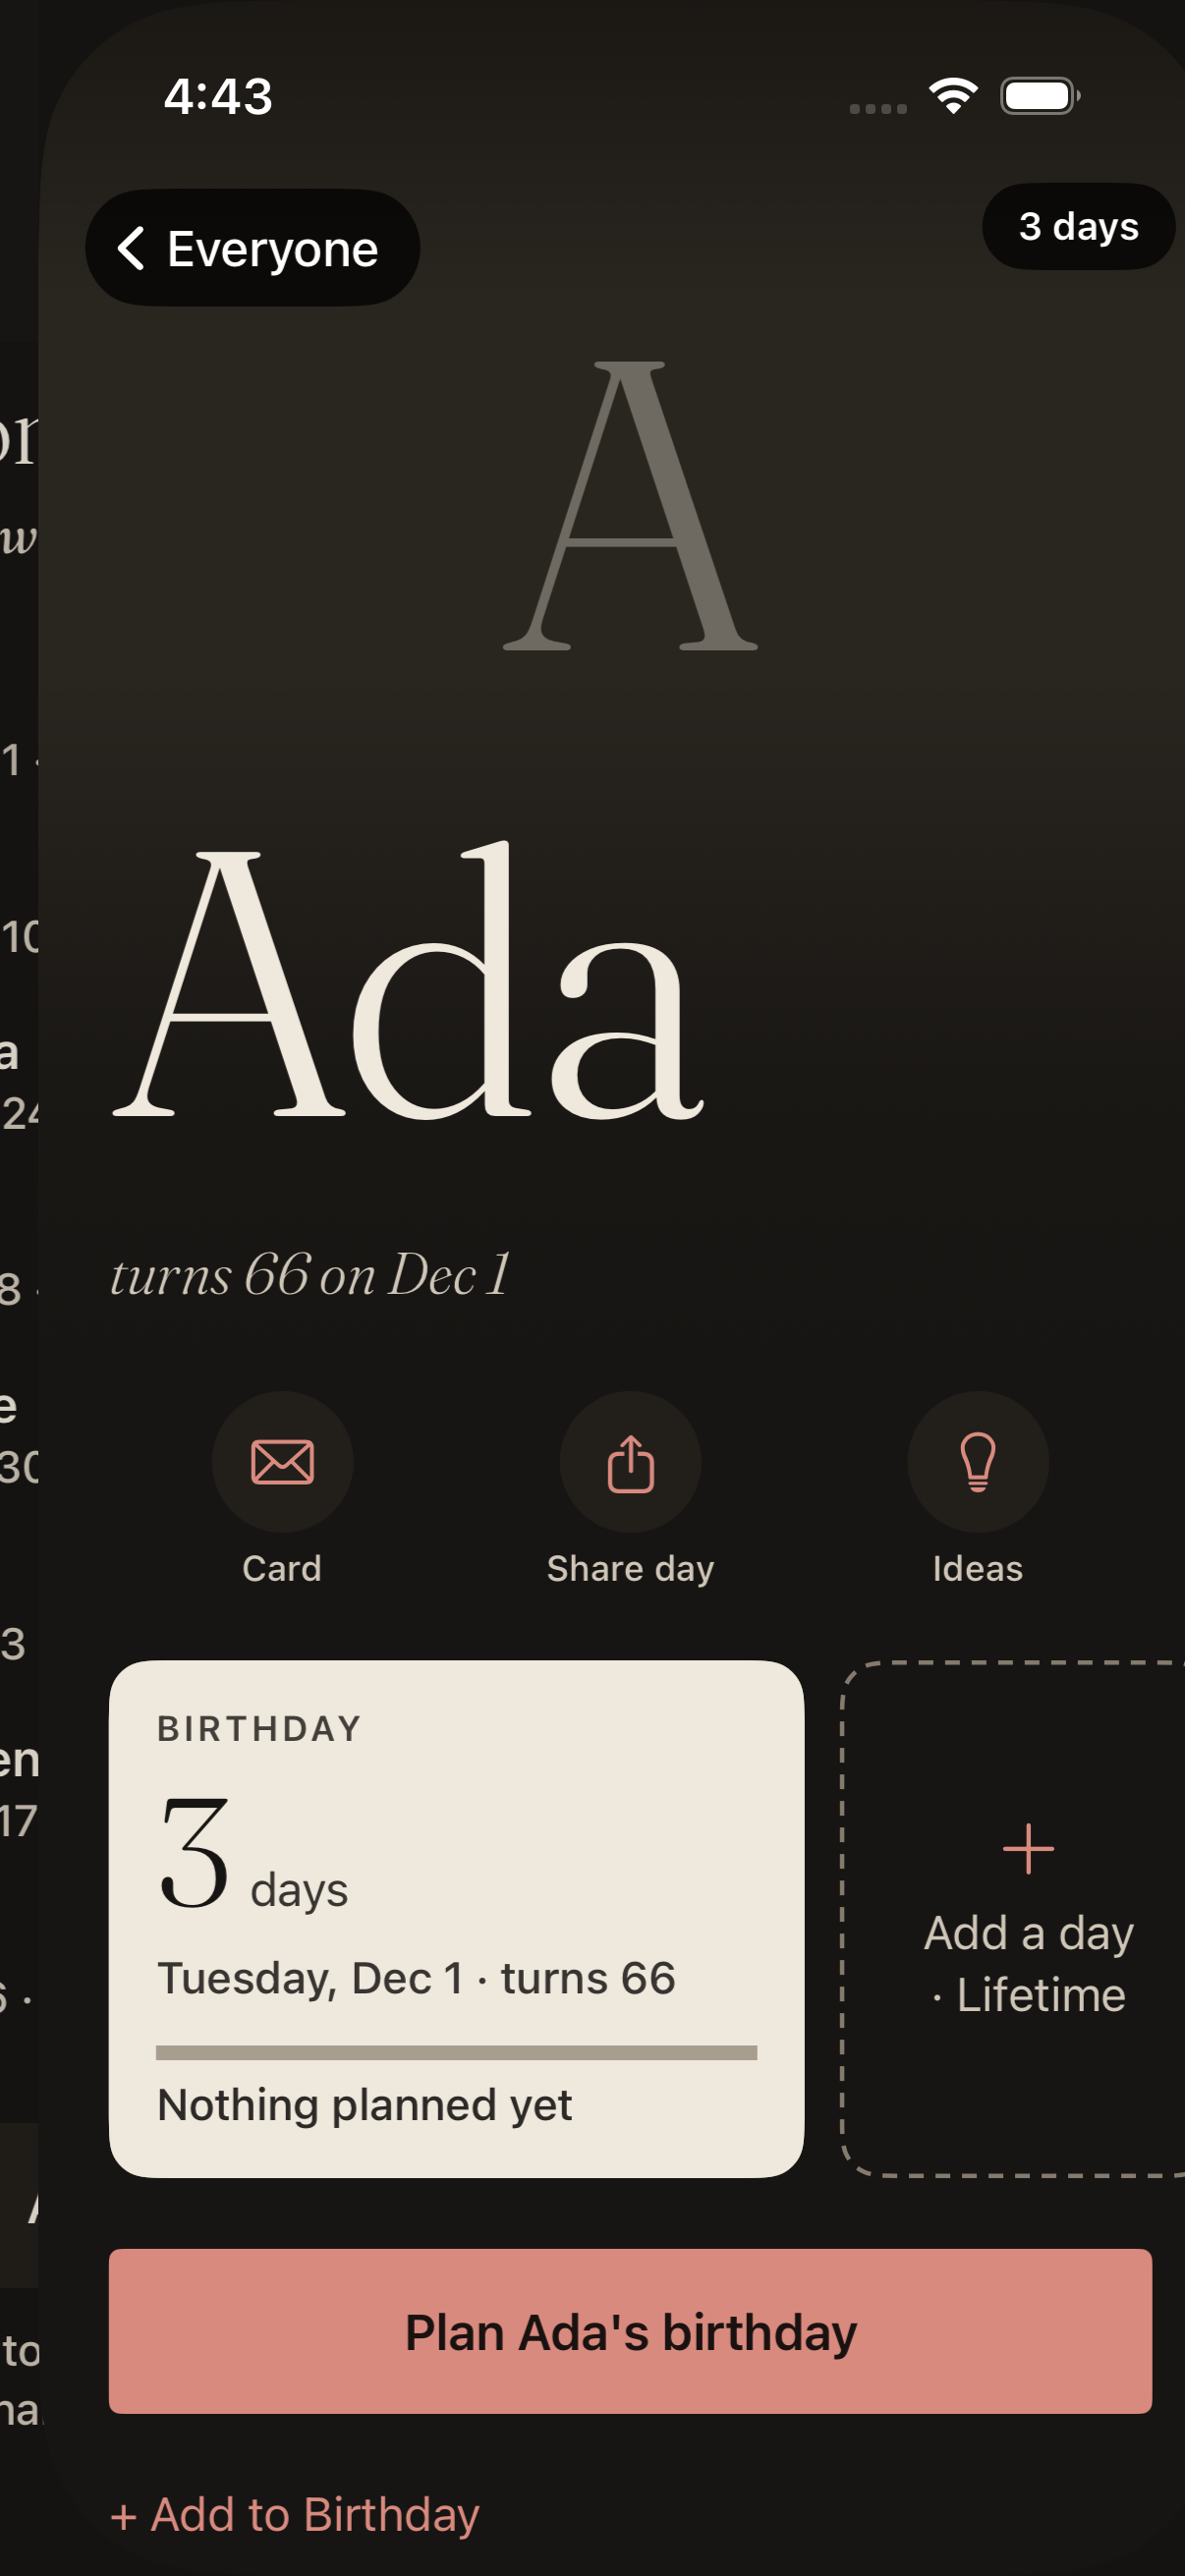 4:43
Everyone
3 days
A
Ada
turns 66 on Dec 1
Card
Share day
Ideas
BIRTHDAY
3 days
Tuesday, Dec 1 · turns 66
Nothing planned yet
Add a day
· Lifetime
Plan Ada's birthday
+ Add to Birthday